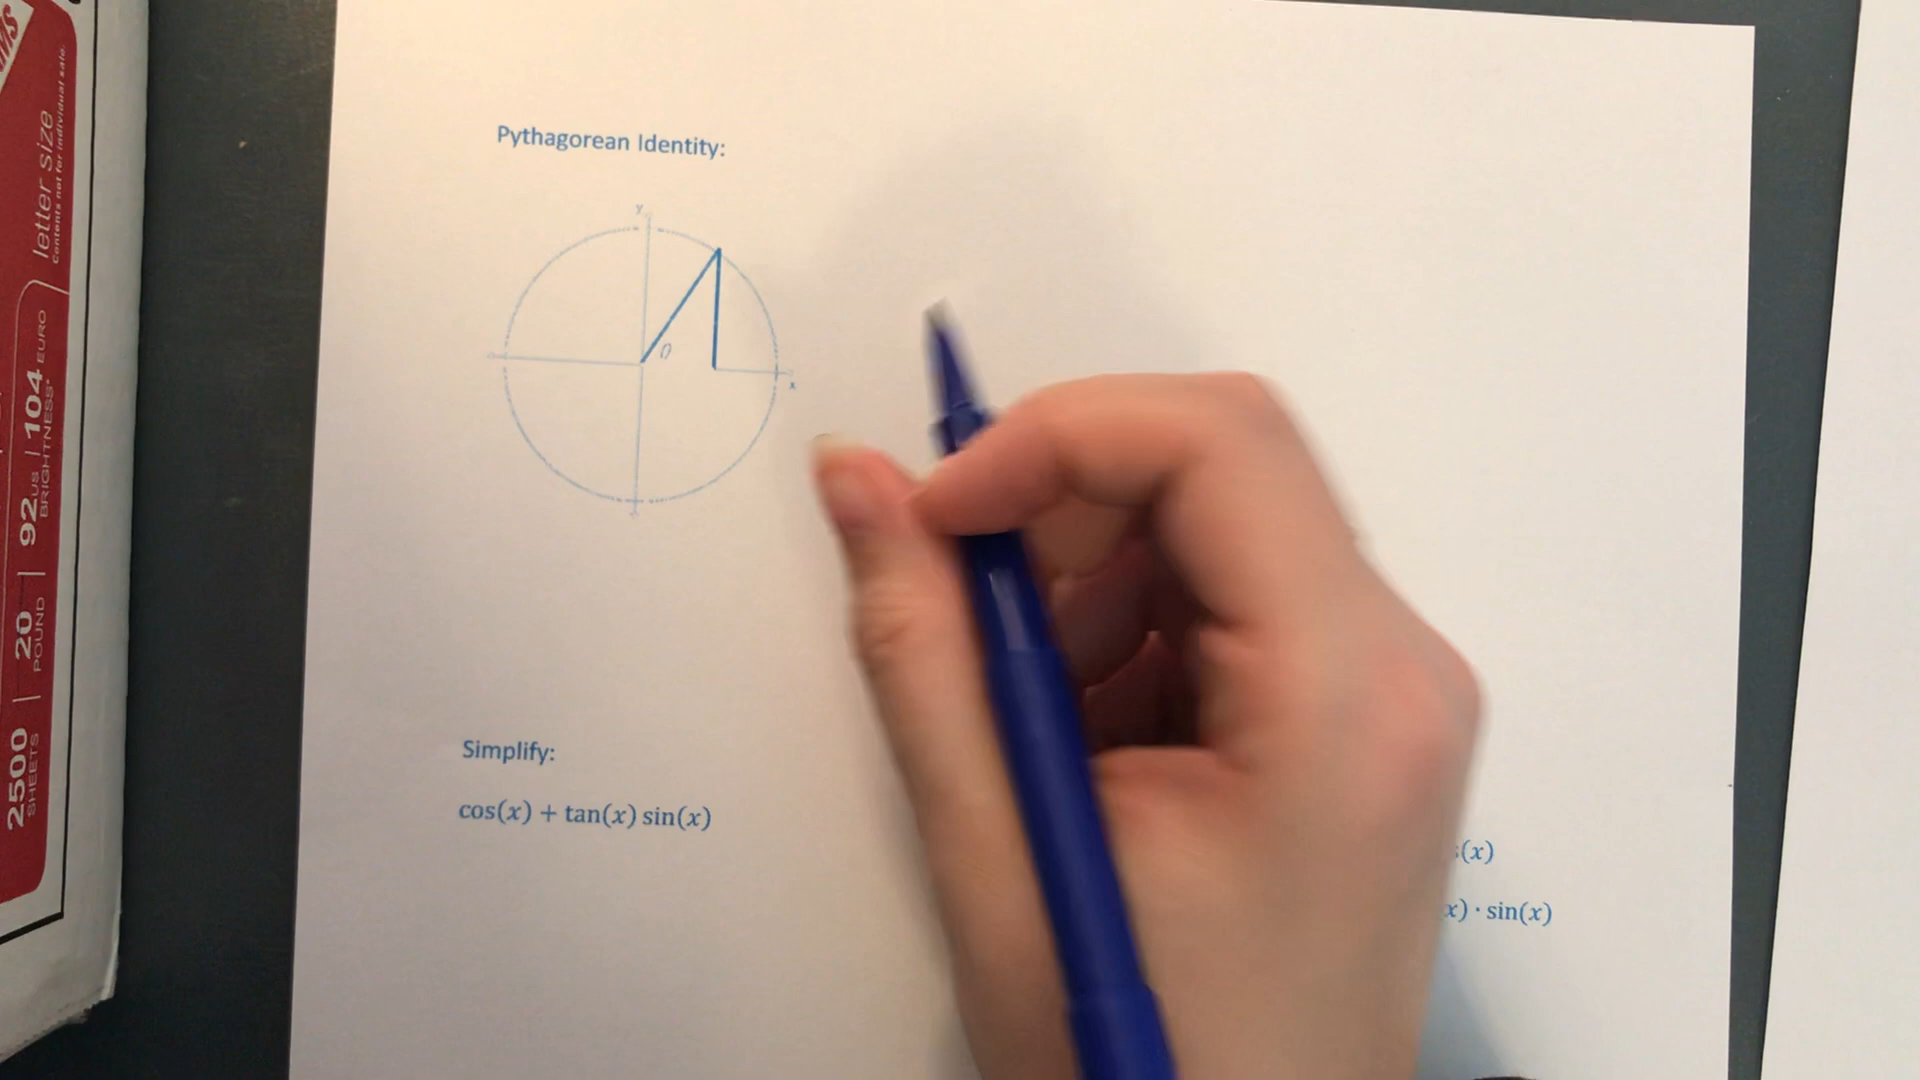 Pythagorean Identity:
y
θ
x
Simplify:
cos(x) + tan(x) sin(x)
(x)
x) · sin(x)
letter size
contents not for individual sale.
2500 SHEETS | 20 POUND | 92 US | 104 EURO
BRIGHTNESS*